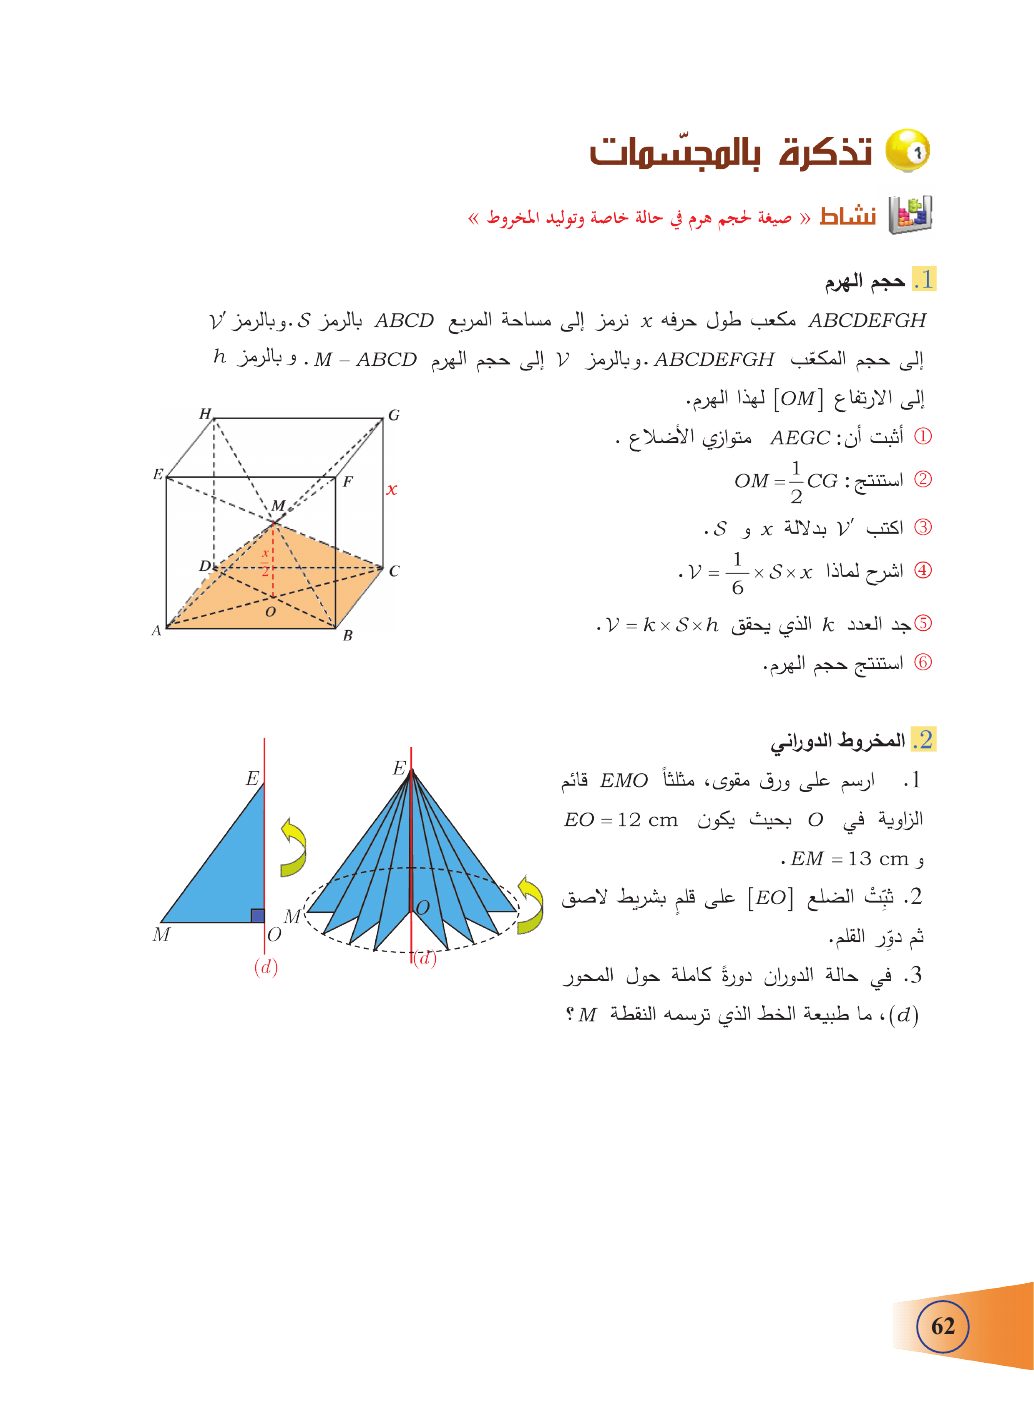 1 تذكرة بالمجسّمات
نشاط « صيغة لحجم هرم في حالة خاصة وتوليد المخروط »
1. حجم الهرم
ABCDEFGH مكعب طول حرفه x نرمز إلى مساحة المربع ABCD بالرمز S. وبالرمز V′
إلى حجم المكعّب ABCDEFGH. وبالرمز V إلى حجم الهرم M – ABCD. وبالرمز h
إلى الارتفاع [OM] لهذا الهرم.
① أثبت أن: AEGC متوازي الأضلاع .
② استنتج: OM = 1/2 CG
③ اكتب V′ بدلالة x و S.
④ اشرح لماذا V = 1/6 × S × x.
⑤ جد العدد k الذي يحقق V = k × S × h.
⑥ استنتج حجم الهرم.
H
G
E
F
x
M
x/2
D
C
O
A
B
2. المخروط الدوراني
1. ارسم على ورق مقوى، مثلثاً EMO قائم
الزاوية في O بحيث يكون EO = 12 cm
و EM = 13 cm.
2. ثبِّتْ الضلع [EO] على قلمٍ بشريط لاصق
ثم دوِّر القلم.
3. في حالة الدوران دورةً كاملة حول المحور
(d)، ما طبيعة الخط الذي ترسمه النقطة M؟
E
M
O
(d)
E
M
O
(d)
62